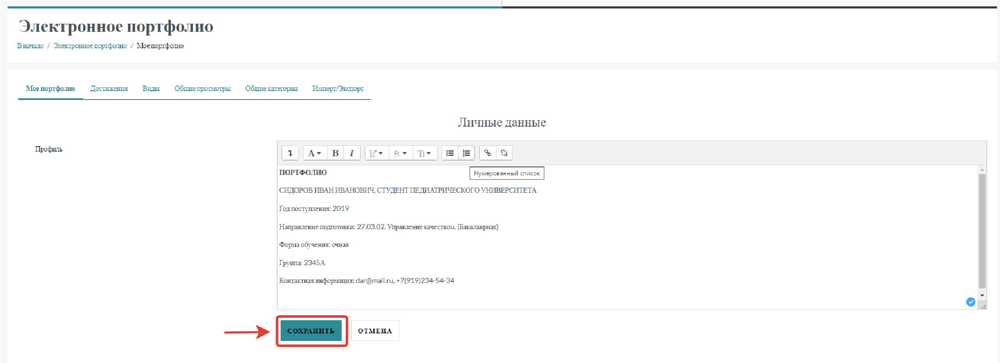 Электронное портфолио
В начало / Электронное портфолио / Мое портфолио
Мое портфолио Достижения Виды Общие просмотры Общие категории Импорт/Экспорт
Личные данные
Профиль
Нумерованный список
ПОРТФОЛИО
СИДОРОВ ИВАН ИВАНОВИЧ, СТУДЕНТ ПЕДИАТРИЧЕСКОГО УНИВЕРСИТЕТА
Год поступления: 2019
Направление подготовки: 27.03.02. Управление качеством. (Бакалавриат)
Форма обучения: очная
Группа: 2345А
Контактная информация: dar@mail.ru, +7(919)234-54-34
СОХРАНИТЬ ОТМЕНА